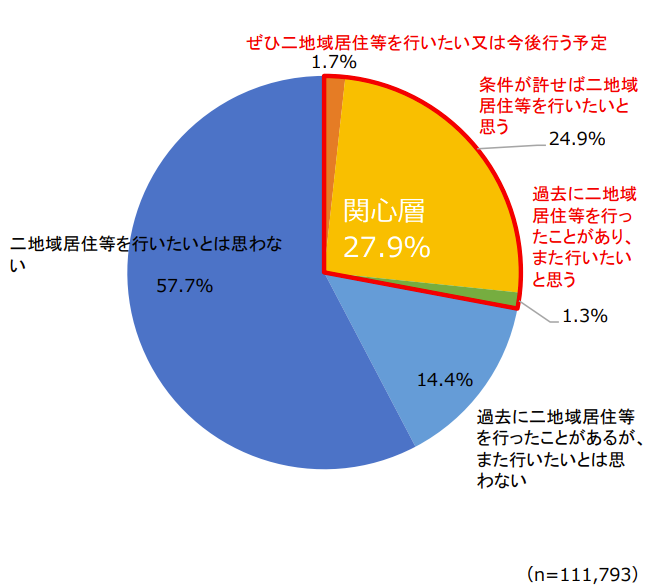 ぜひ二地域居住等を行いたい又は今後行う予定
1.7%
条件が許せば二地域
居住等を行いたいと
思う
24.9%
過去に二地域
居住等を行っ
たことがあり、
また行いたい
と思う
1.3%
関心層
27.9%
二地域居住等を行いたいとは思わな
い
57.7%
14.4%
過去に二地域居住等
を行ったことがあるが、
また行いたいとは思
わない
(n=111,793)